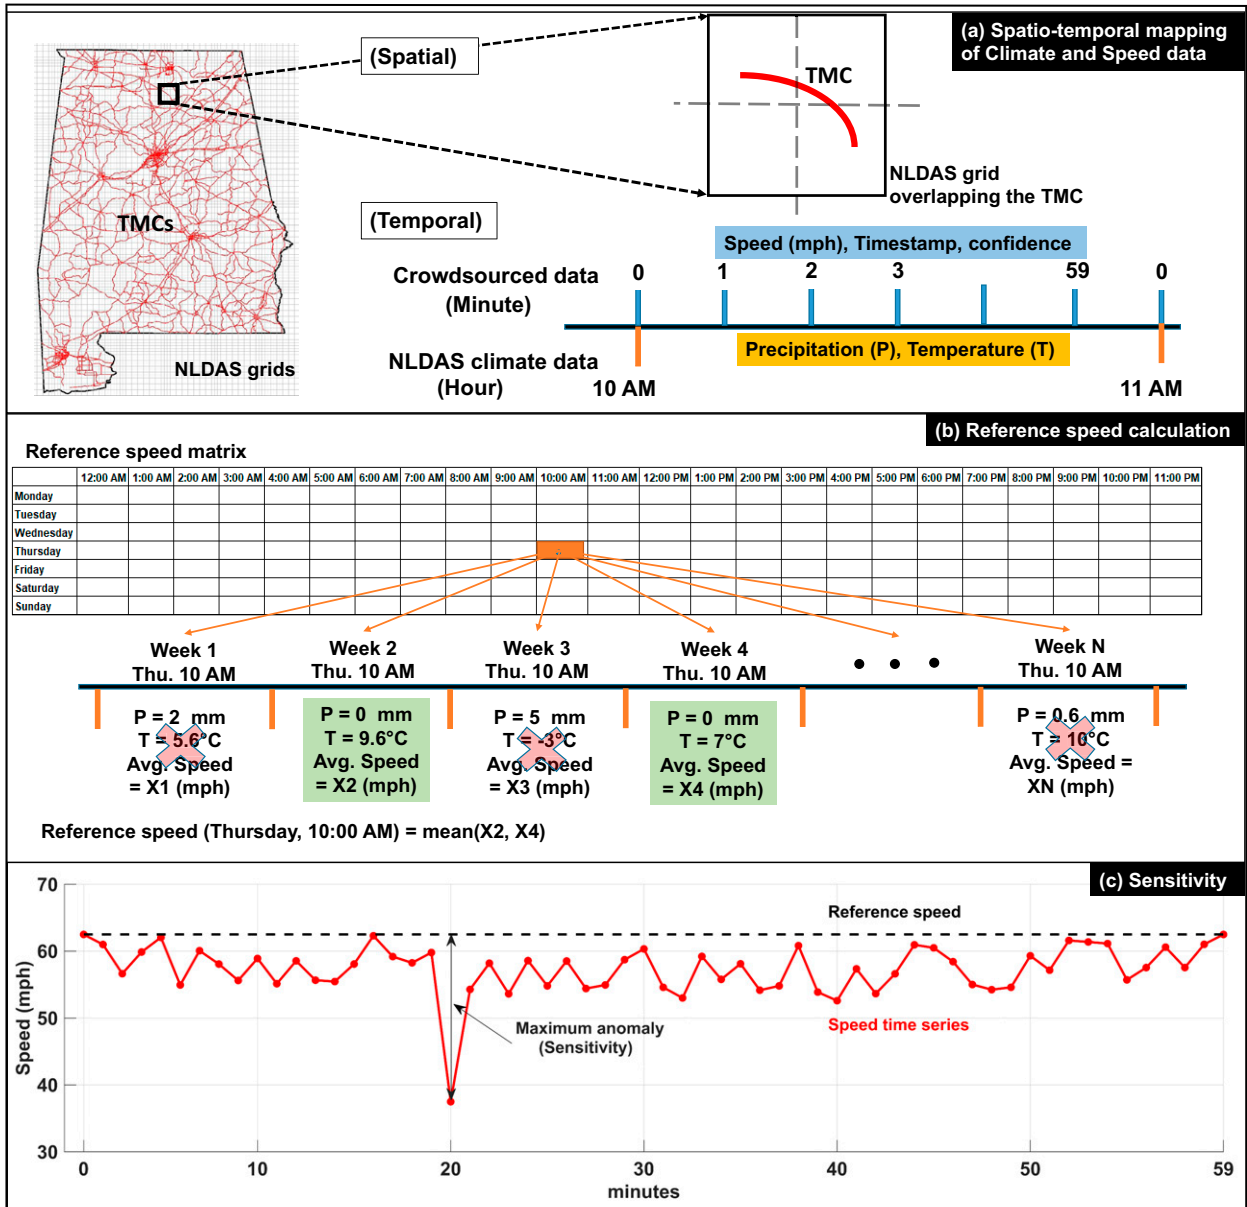 (a) Spatio-temporal mapping
of Climate and Speed data
(Spatial)
TMC
NLDAS grid
overlapping the TMC
TMCs
NLDAS grids
(Temporal)
Speed (mph), Timestamp, confidence
Crowdsourced data
(Minute)
0 1 2 3 59 0
Precipitation (P), Temperature (T)
NLDAS climate data
(Hour)
10 AM 11 AM
(b) Reference speed calculation
Reference speed matrix
12:00 AM 1:00 AM 2:00 AM 3:00 AM 4:00 AM 5:00 AM 6:00 AM 7:00 AM 8:00 AM 9:00 AM 10:00 AM 11:00 AM 12:00 PM 1:00 PM 2:00 PM 3:00 PM 4:00 PM 5:00 PM 6:00 PM 7:00 PM 8:00 PM 9:00 PM 10:00 PM 11:00 PM
Monday
Tuesday
Wednesday
Thursday
Friday
Saturday
Sunday
Week 1
Thu. 10 AM
P = 2 mm
T = 5.6°C
Avg. Speed
= X1 (mph)
Week 2
Thu. 10 AM
P = 0 mm
T = 9.6°C
Avg. Speed
= X2 (mph)
Week 3
Thu. 10 AM
P = 5 mm
T = -3°C
Avg. Speed
= X3 (mph)
Week 4
Thu. 10 AM
P = 0 mm
T = 7°C
Avg. Speed
= X4 (mph)
• • •
Week N
Thu. 10 AM
P = 0.6 mm
T = 10°C
Avg. Speed =
XN (mph)
Reference speed (Thursday, 10:00 AM) = mean(X2, X4)
(c) Sensitivity
70
60
50
40
30
Speed (mph)
Reference speed
Maximum anomaly
(Sensitivity)
Speed time series
0 10 20 30 40 50 59
minutes